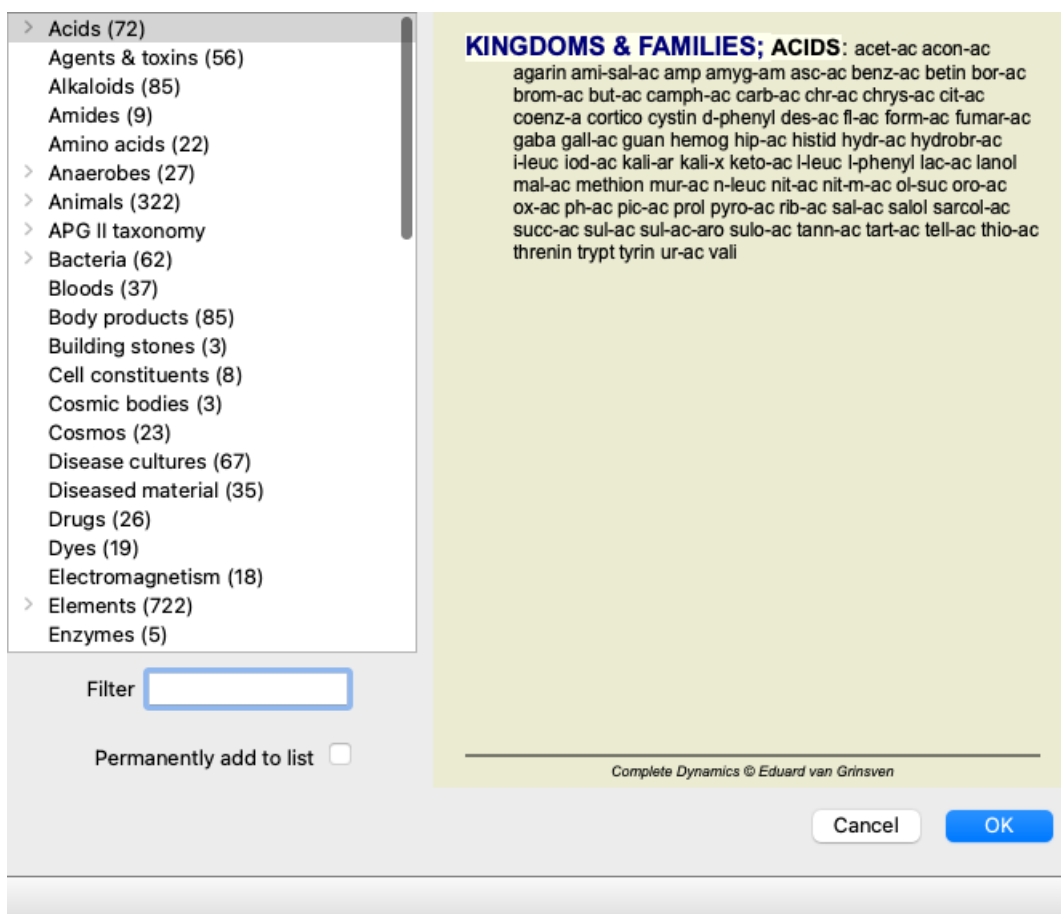 Acids (72)
Agents & toxins (56)
Alkaloids (85)
Amides (9)
Amino acids (22)
Anaerobes (27)
Animals (322)
APG II taxonomy
Bacteria (62)
Bloods (37)
Body products (85)
Building stones (3)
Cell constituents (8)
Cosmic bodies (3)
Cosmos (23)
Disease cultures (67)
Diseased material (35)
Drugs (26)
Dyes (19)
Electromagnetism (18)
Elements (722)
Enzymes (5)
Filter
Permanently add to list
KINGDOMS & FAMILIES; ACIDS: acet-ac acon-ac
agarin ami-sal-ac amp amyg-am asc-ac benz-ac betin bor-ac
brom-ac but-ac camph-ac carb-ac chr-ac chrys-ac cit-ac
coenz-a cortico cystin d-phenyl des-ac fl-ac form-ac fumar-ac
gaba gall-ac guan hemog hip-ac histid hydr-ac hydrobr-ac
i-leuc iod-ac kali-ar kali-x keto-ac l-leuc l-phenyl lac-ac lanol
mal-ac methion mur-ac n-leuc nit-ac nit-m-ac ol-suc oro-ac
ox-ac ph-ac pic-ac prol pyro-ac rib-ac sal-ac salol sarcol-ac
succ-ac sul-ac sul-ac-aro sulo-ac tann-ac tart-ac tell-ac thio-ac
threnin trypt tyrin ur-ac vali
Complete Dynamics © Eduard van Grinsven
Cancel
OK